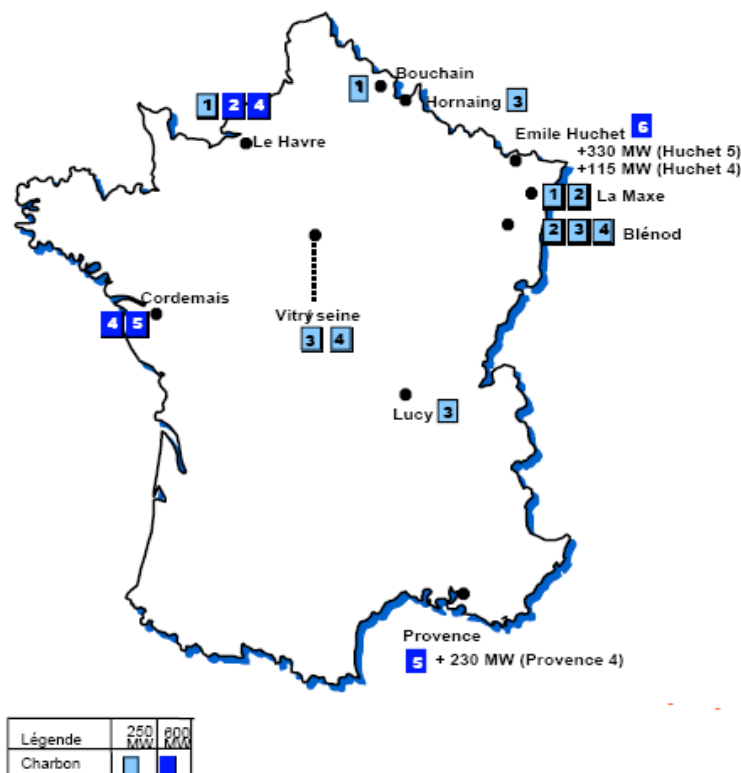 Bouchain
1
1 2 4
Hornaing 3
6
Emile Huchet
+330 MW (Huchet 5)
+115 MW (Huchet 4)
Le Havre
1 2 La Maxe
2 3 4 Blénod
Cordemais
4 5
Vitry seine
3 4
Lucy 3
Provence
5 + 230 MW (Provence 4)
Légende 250 MW 600 MW
Charbon